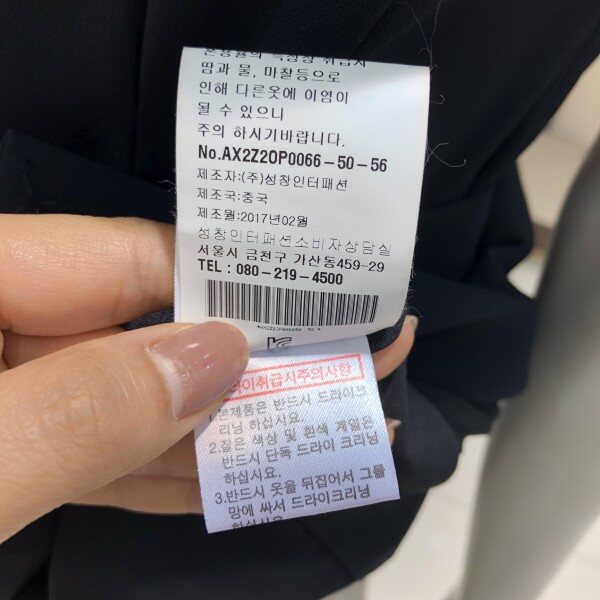 땀과 물, 마찰등으로
인해 다른옷에 이염이
될 수 있으니
주의 하시기바랍니다.
No.AX2Z2OP0066-50-56
제조자:(주)성창인터패션
제조국:중국
제조월:2017년02월
성창인터패션소비자상담실
서울시 금천구 가산동459-29
TEL : 080-219-4500
취급시주의사항
1.본제품은 반드시 드라이크
리닝 하십시요.
2.짙은 색상 및 흰색 계열은
반드시 단독 드라이 크리닝
하십시요.
3.반드시 옷을 뒤집어서 그물
망에 싸서 드라이크리닝
하십시요